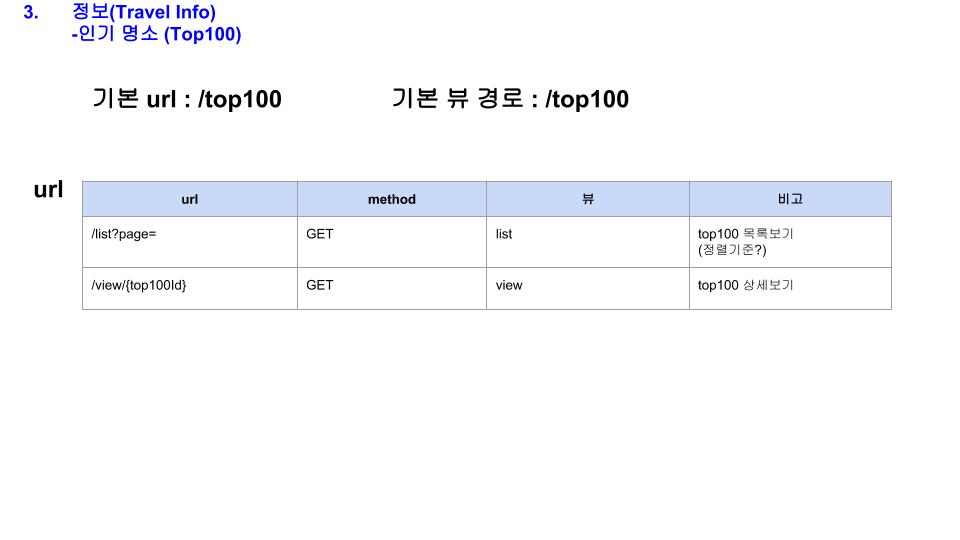 3. 정보(Travel Info)
-인기 명소 (Top100)
기본 url : /top100 기본 뷰 경로 : /top100
url
url method 뷰 비고
/list?page= GET list top100 목록보기
(정렬기준?)
/view/{top100Id} GET view top100 상세보기